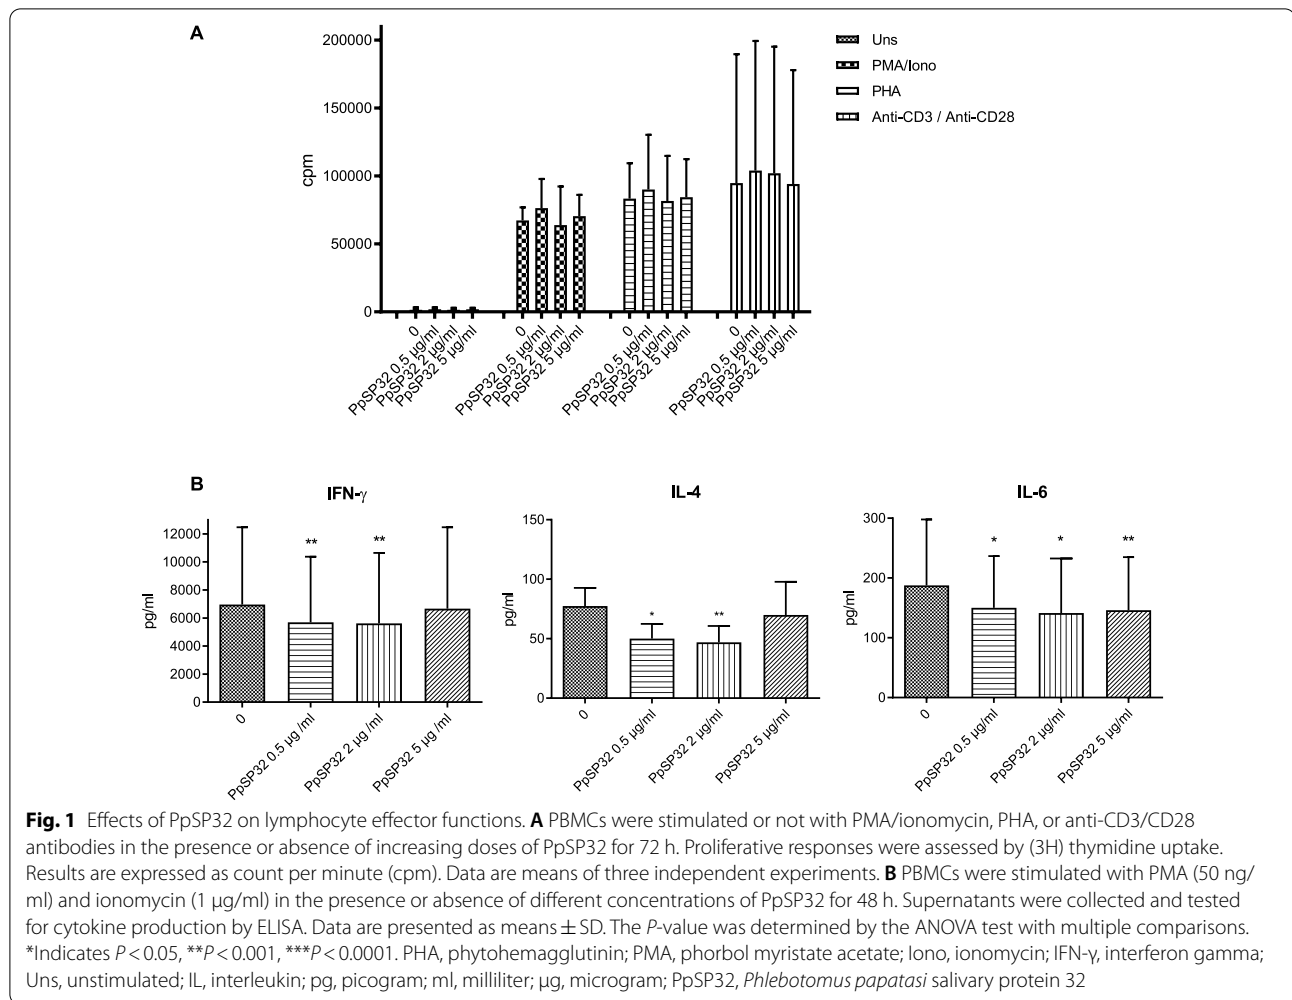 A
200000
150000
100000
50000
0
cpm
Uns
PMA/Iono
PHA
Anti-CD3 / Anti-CD28
0
PpSP32 0.5 µg/ml
PpSP32 2 µg/ml
PpSP32 5 µg/ml
0
PpSP32 0.5 µg/ml
PpSP32 2 µg/ml
PpSP32 5 µg/ml
0
PpSP32 0.5 µg/ml
PpSP32 2 µg/ml
PpSP32 5 µg/ml
0
PpSP32 0.5 µg/ml
PpSP32 2 µg/ml
PpSP32 5 µg/ml
B
IFN-γ
12000
10000
8000
6000
4000
2000
0
pg/ml
**
**
0
PpSP32 0.5 µg /ml
PpSP32 2 µg /ml
PpSP32 5 µg /ml
IL-4
150
100
50
0
pg/ml
*
**
0
PpSP32 0.5 µg/ml
PpSP32 2 µg/ml
PpSP32 5 µg/ml
IL-6
300
200
100
0
pg/ml
*
*
**
0
PpSP32 0.5 µg/ml
PpSP32 2 µg/ml
PpSP32 5 µg/ml
Fig. 1 Effects of PpSP32 on lymphocyte effector functions. A PBMCs were stimulated or not with PMA/ionomycin, PHA, or anti-CD3/CD28
antibodies in the presence or absence of increasing doses of PpSP32 for 72 h. Proliferative responses were assessed by (3H) thymidine uptake.
Results are expressed as count per minute (cpm). Data are means of three independent experiments. B PBMCs were stimulated with PMA (50 ng/
ml) and ionomycin (1 µg/ml) in the presence or absence of different concentrations of PpSP32 for 48 h. Supernatants were collected and tested
for cytokine production by ELISA. Data are presented as means ± SD. The P-value was determined by the ANOVA test with multiple comparisons.
*Indicates P < 0.05, **P < 0.001, ***P < 0.0001. PHA, phytohemagglutinin; PMA, phorbol myristate acetate; Iono, ionomycin; IFN-γ, interferon gamma;
Uns, unstimulated; IL, interleukin; pg, picogram; ml, milliliter; µg, microgram; PpSP32, Phlebotomus papatasi salivary protein 32